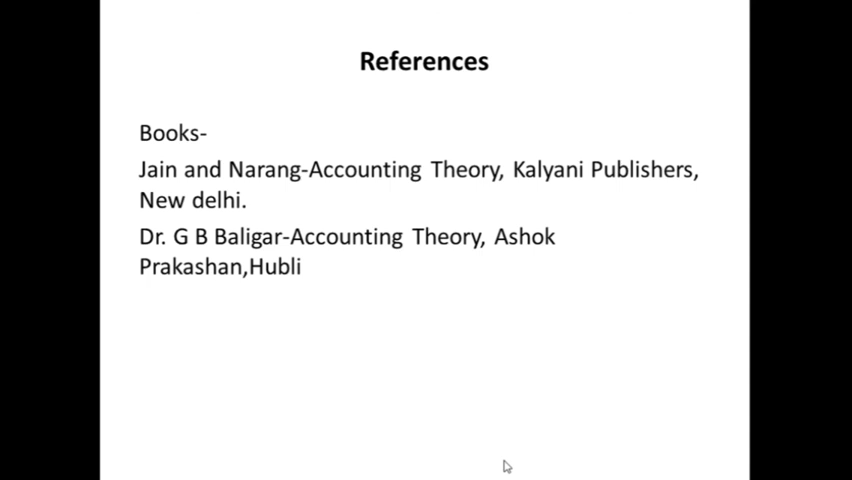 References
Books-
Jain and Narang-Accounting Theory, Kalyani Publishers,
New delhi.
Dr. G B Baligar-Accounting Theory, Ashok
Prakashan,Hubli